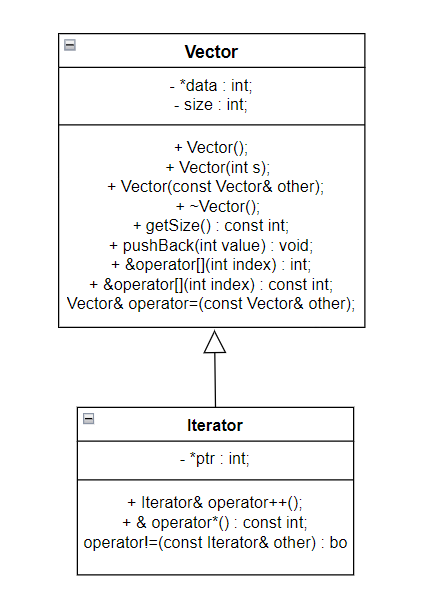 Vector
- *data : int;
- size : int;
+ Vector();
+ Vector(int s);
+ Vector(const Vector& other);
+ ~Vector();
+ getSize() : const int;
+ pushBack(int value) : void;
+ &operator[](int index) : int;
+ &operator[](int index) : const int;
Vector& operator=(const Vector& other);
Iterator
- *ptr : int;
+ Iterator& operator++();
+ & operator*() : const int;
operator!=(const Iterator& other) : bo